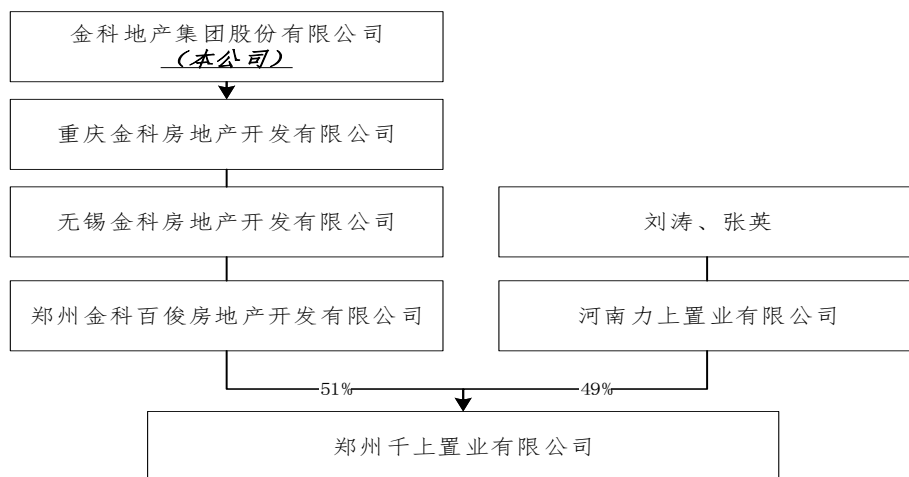 金科地产集团股份有限公司
（本公司）
重庆金科房地产开发有限公司
无锡金科房地产开发有限公司
刘涛、张英
郑州金科百俊房地产开发有限公司
河南力上置业有限公司
51%
49%
郑州千上置业有限公司